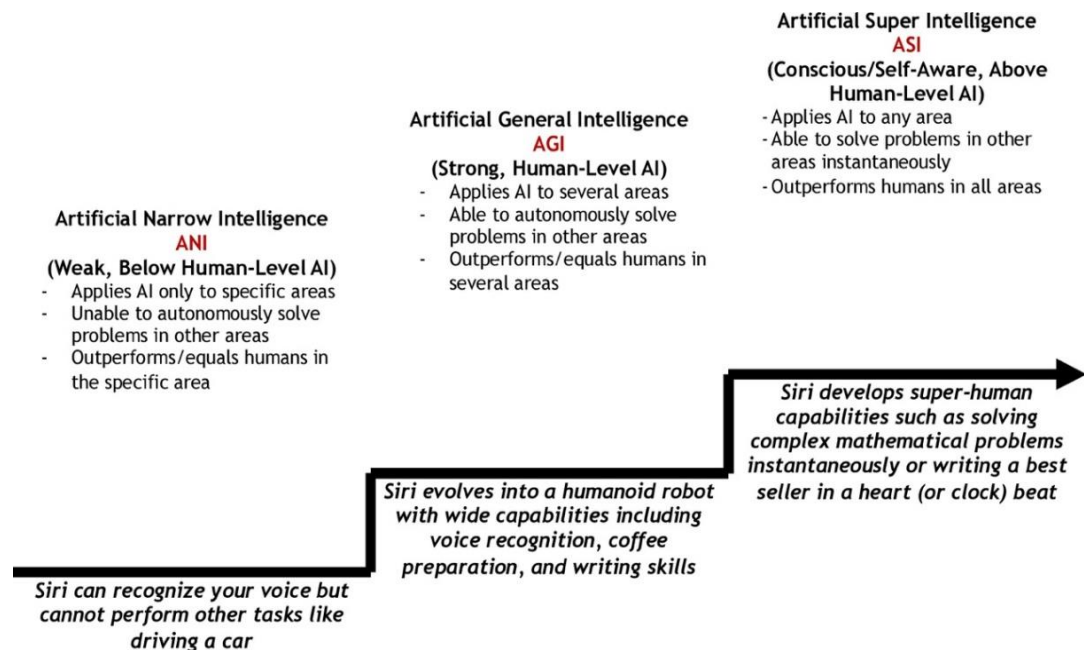 Artificial Narrow Intelligence
ANI
(Weak, Below Human-Level AI)
- Applies AI only to specific areas
- Unable to autonomously solve
problems in other areas
- Outperforms/equals humans in
the specific area
Siri can recognize your voice but
cannot perform other tasks like
driving a car
Artificial General Intelligence
AGI
(Strong, Human-Level AI)
- Applies AI to several areas
- Able to autonomously solve
problems in other areas
- Outperforms/equals humans in
several areas
Siri evolves into a humanoid robot
with wide capabilities including
voice recognition, coffee
preparation, and writing skills
Artificial Super Intelligence
ASI
(Conscious/Self-Aware, Above
Human-Level AI)
- Applies AI to any area
- Able to solve problems in other
areas instantaneously
- Outperforms humans in all areas
Siri develops super-human
capabilities such as solving
complex mathematical problems
instantaneously or writing a best
seller in a heart (or clock) beat